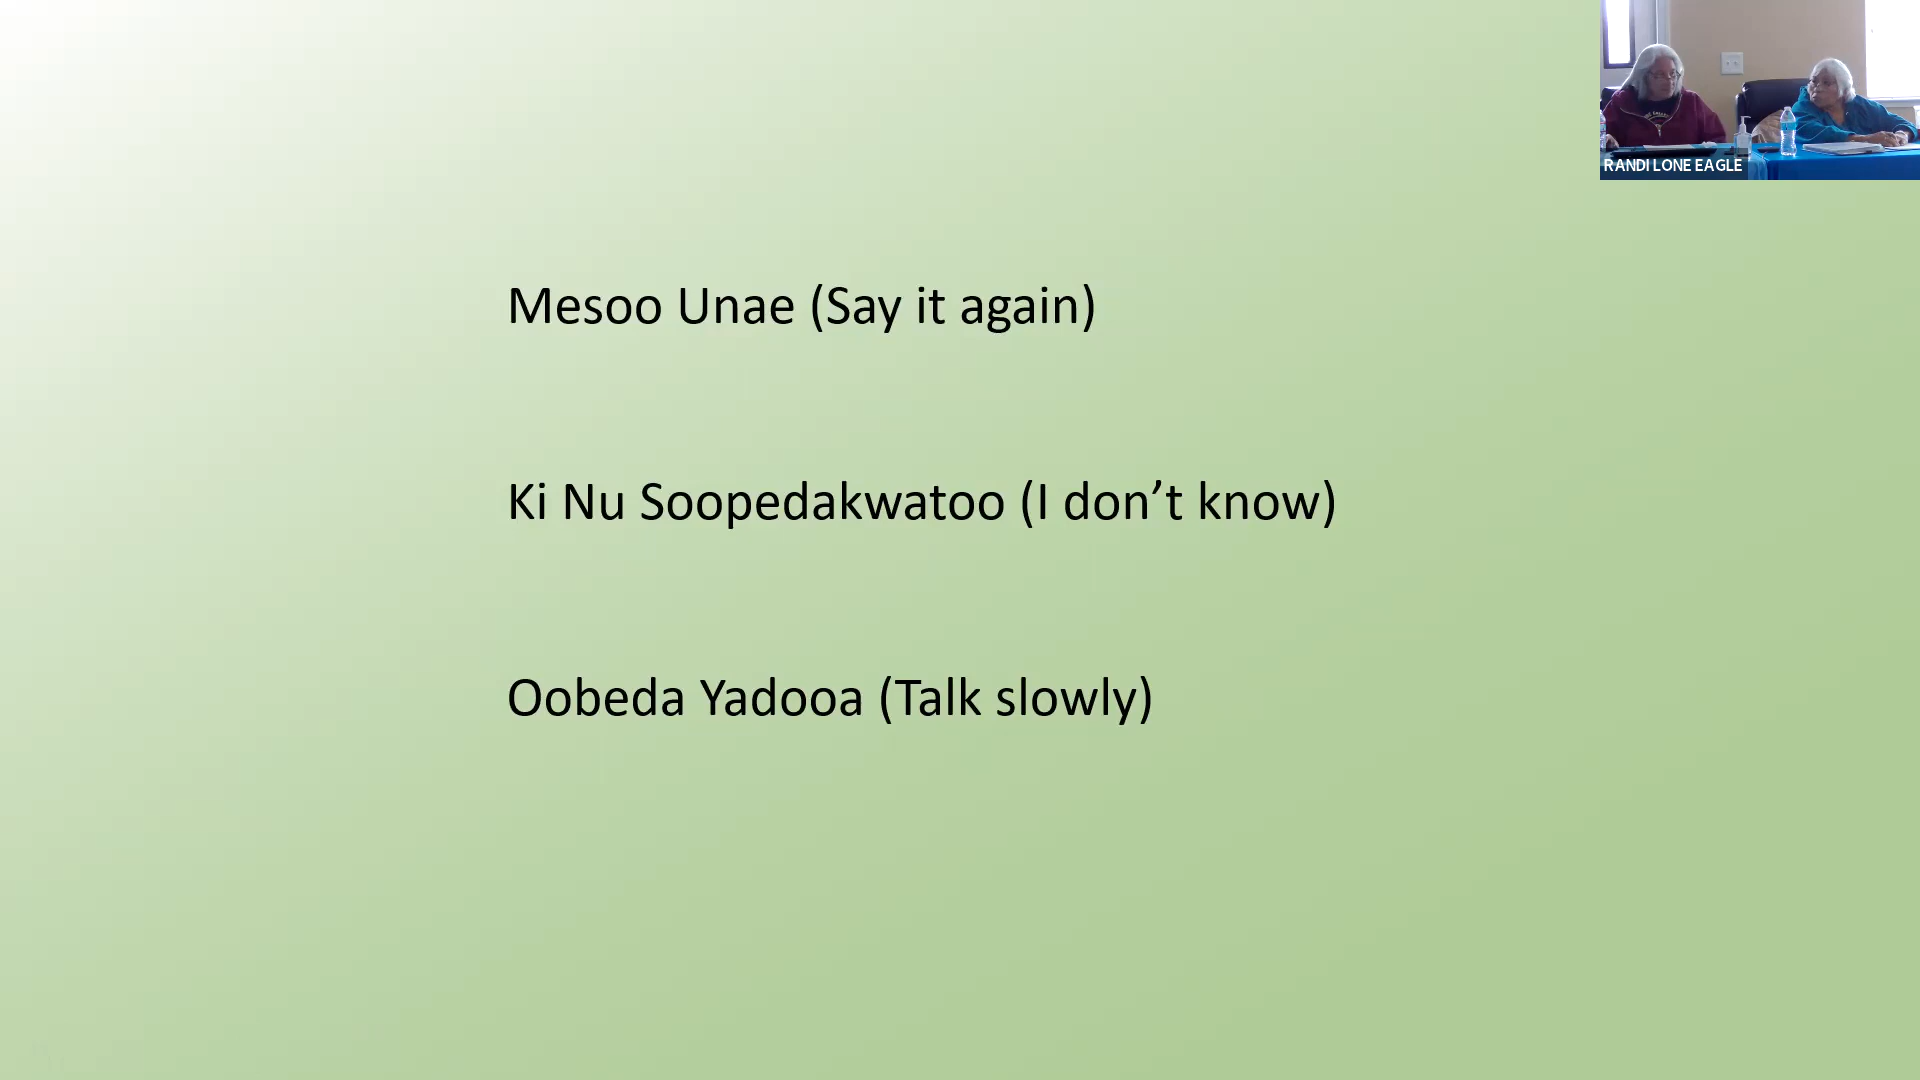 RANDI LONE EAGLE
Mesoo Unae (Say it again)
Ki Nu Soopedakwatoo (I don’t know)
Oobeda Yadooa (Talk slowly)